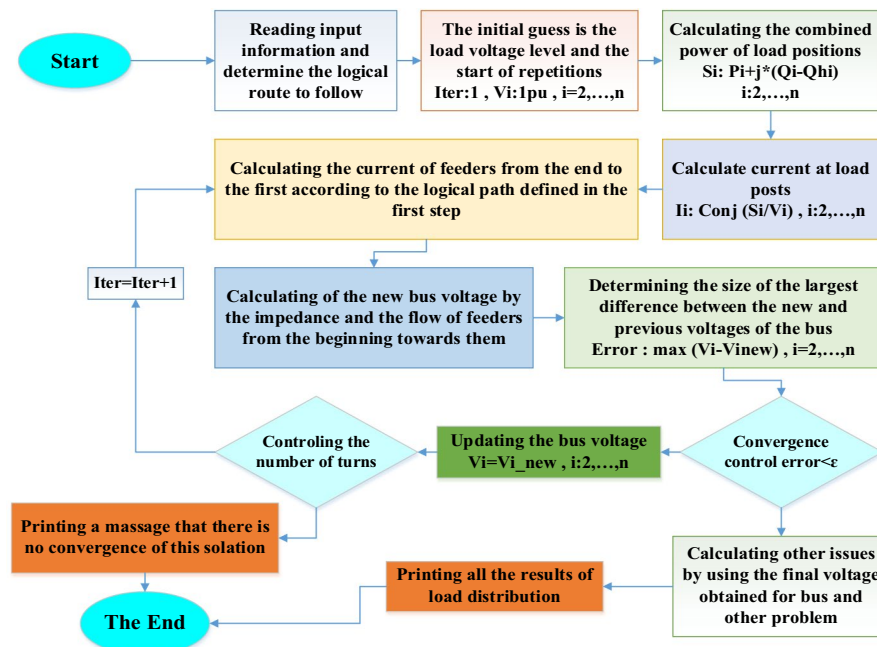 Start
Reading input
information and
determine the logical
route to follow
The initial guess is
the load voltage level and the
start of repetitions
Iter:1 , Vi:1pu , i=2,…,n
Calculating the combined
power of load positions
Si: Pi+j*(Qi-Qhi)
i:2,…,n
Calculate current at load
posts
Ii: Conj (Si/Vi) , i:2,…,n
Calculating the current of feeders from the end to
the first according to the logical path defined in the
first step
Iter=Iter+1
Calculating of the new bus voltage by
the impedance and the flow of feeders
from the beginning towards them
Determining the size of the largest
difference between the new and
previous voltages of the bus
Error : max (Vi-Vinew) , i=2,…,n
Convergence
control error<ε
Updating the bus voltage
Vi=Vi_new , i:2,…,n
Controling the
number of turns
Printing a massage that there is
no convergence of this solation
Calculating other issues
by using the final voltage
obtained for bus and
other problem
Printing all the results of
load distribution
The End